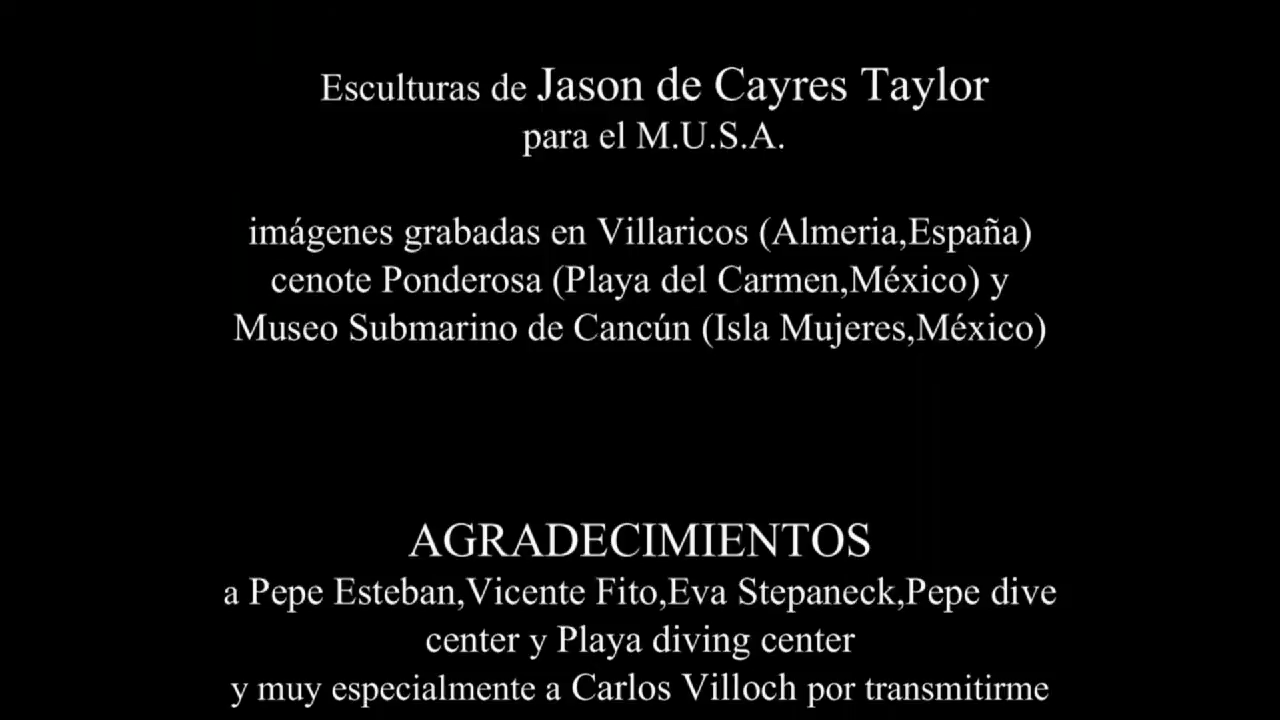 Esculturas de Jason de Cayres Taylor
para el M.U.S.A.
imágenes grabadas en Villaricos (Almeria,España)
cenote Ponderosa (Playa del Carmen,México) y
Museo Submarino de Cancún (Isla Mujeres,México)
AGRADECIMIENTOS
a Pepe Esteban,Vicente Fito,Eva Stepaneck,Pepe dive
center y Playa diving center
y muy especialmente a Carlos Villoch por transmitirme